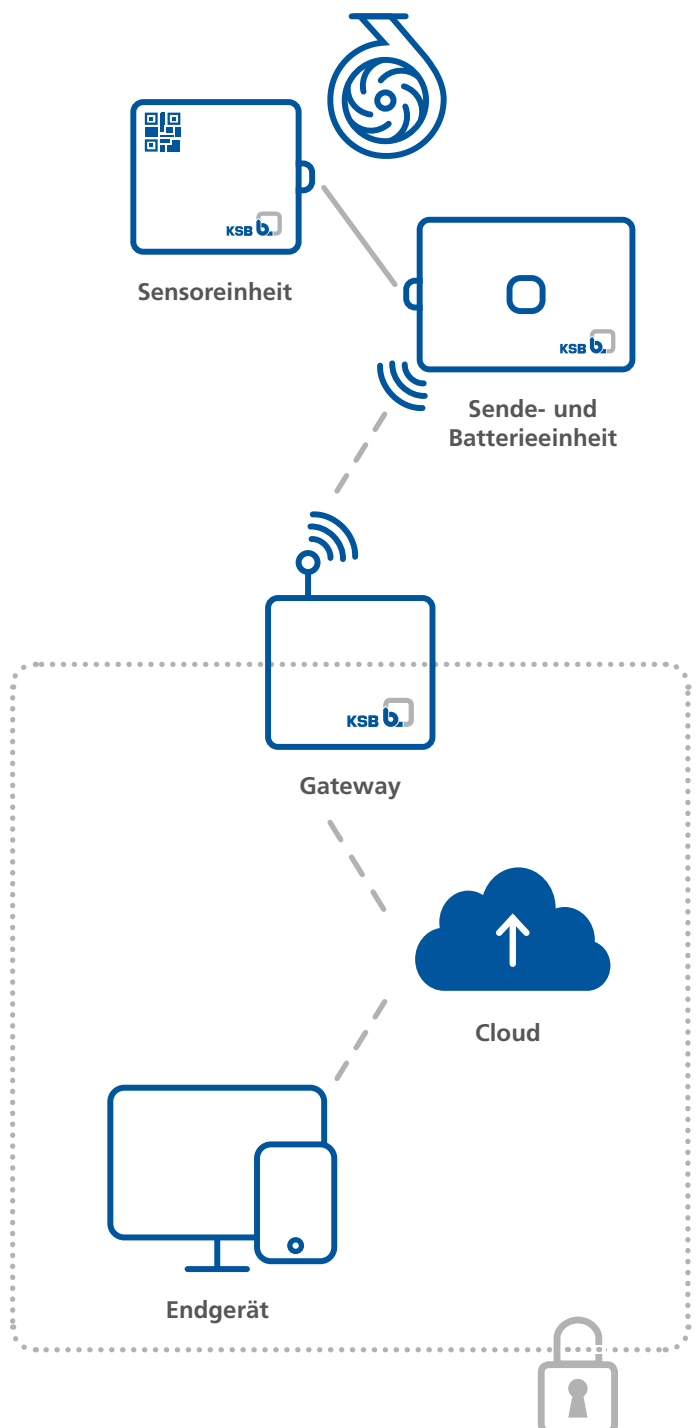 KSB b.
Sensoreinheit
KSB b.
Sende- und
Batterieeinheit
KSB b.
Gateway
Cloud
Endgerät